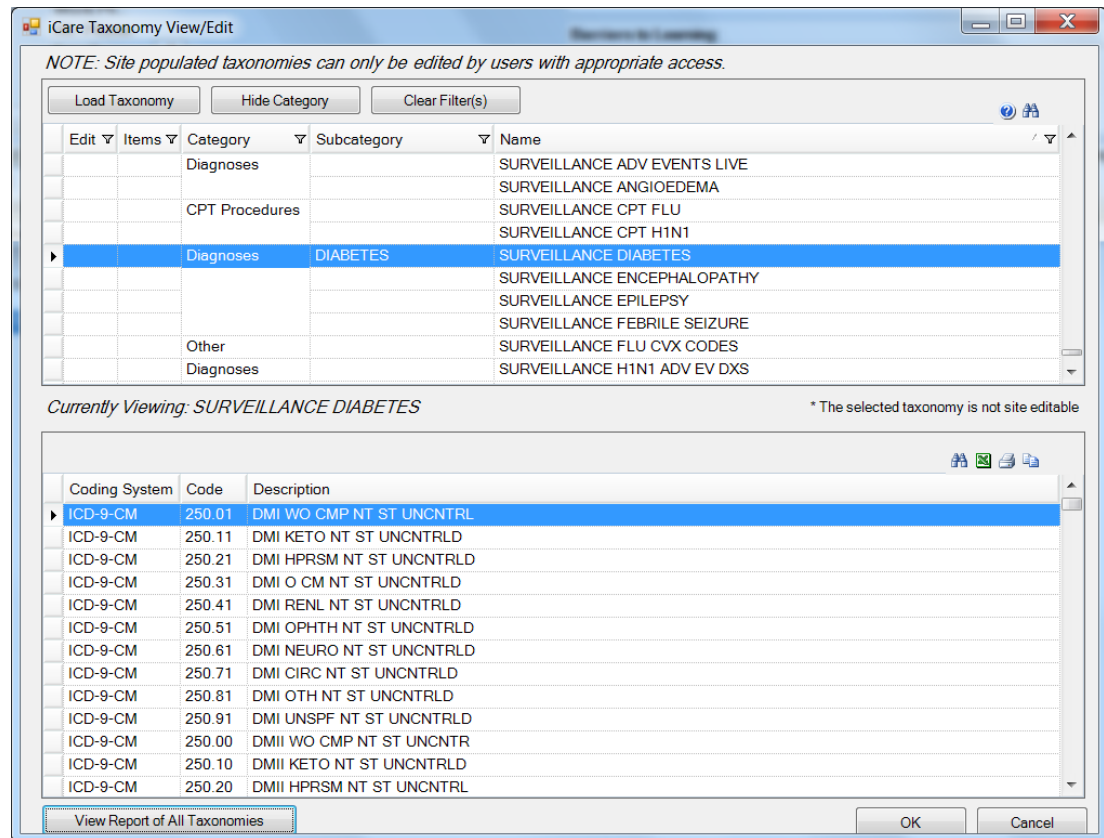 iCare Taxonomy View/Edit
NOTE: Site populated taxonomies can only be edited by users with appropriate access.
Load Taxonomy Hide Category Clear Filter(s)
Edit Items Category Subcategory Name
Diagnoses SURVEILLANCE ADV EVENTS LIVE
SURVEILLANCE ANGIOEDEMA
CPT Procedures SURVEILLANCE CPT FLU
SURVEILLANCE CPT H1N1
Diagnoses DIABETES SURVEILLANCE DIABETES
SURVEILLANCE ENCEPHALOPATHY
SURVEILLANCE EPILEPSY
SURVEILLANCE FEBRILE SEIZURE
Other SURVEILLANCE FLU CVX CODES
Diagnoses SURVEILLANCE H1N1 ADV EV DXS
Currently Viewing: SURVEILLANCE DIABETES * The selected taxonomy is not site editable
Coding System Code Description
ICD-9-CM 250.01 DMI WO CMP NT ST UNCNTRL
ICD-9-CM 250.11 DMI KETO NT ST UNCNTRLD
ICD-9-CM 250.21 DMI HPRSM NT ST UNCNTRLD
ICD-9-CM 250.31 DMI O CM NT ST UNCNTRLD
ICD-9-CM 250.41 DMI RENL NT ST UNCNTRLD
ICD-9-CM 250.51 DMI OPHTH NT ST UNCNTRLD
ICD-9-CM 250.61 DMI NEURO NT ST UNCNTRLD
ICD-9-CM 250.71 DMI CIRC NT ST UNCNTRLD
ICD-9-CM 250.81 DMI OTH NT ST UNCNTRLD
ICD-9-CM 250.91 DMI UNSPF NT ST UNCNTRLD
ICD-9-CM 250.00 DMII WO CMP NT ST UNCNTR
ICD-9-CM 250.10 DMII KETO NT ST UNCNTRLD
ICD-9-CM 250.20 DMII HPRSM NT ST UNCNTRL
View Report of All Taxonomies OK Cancel